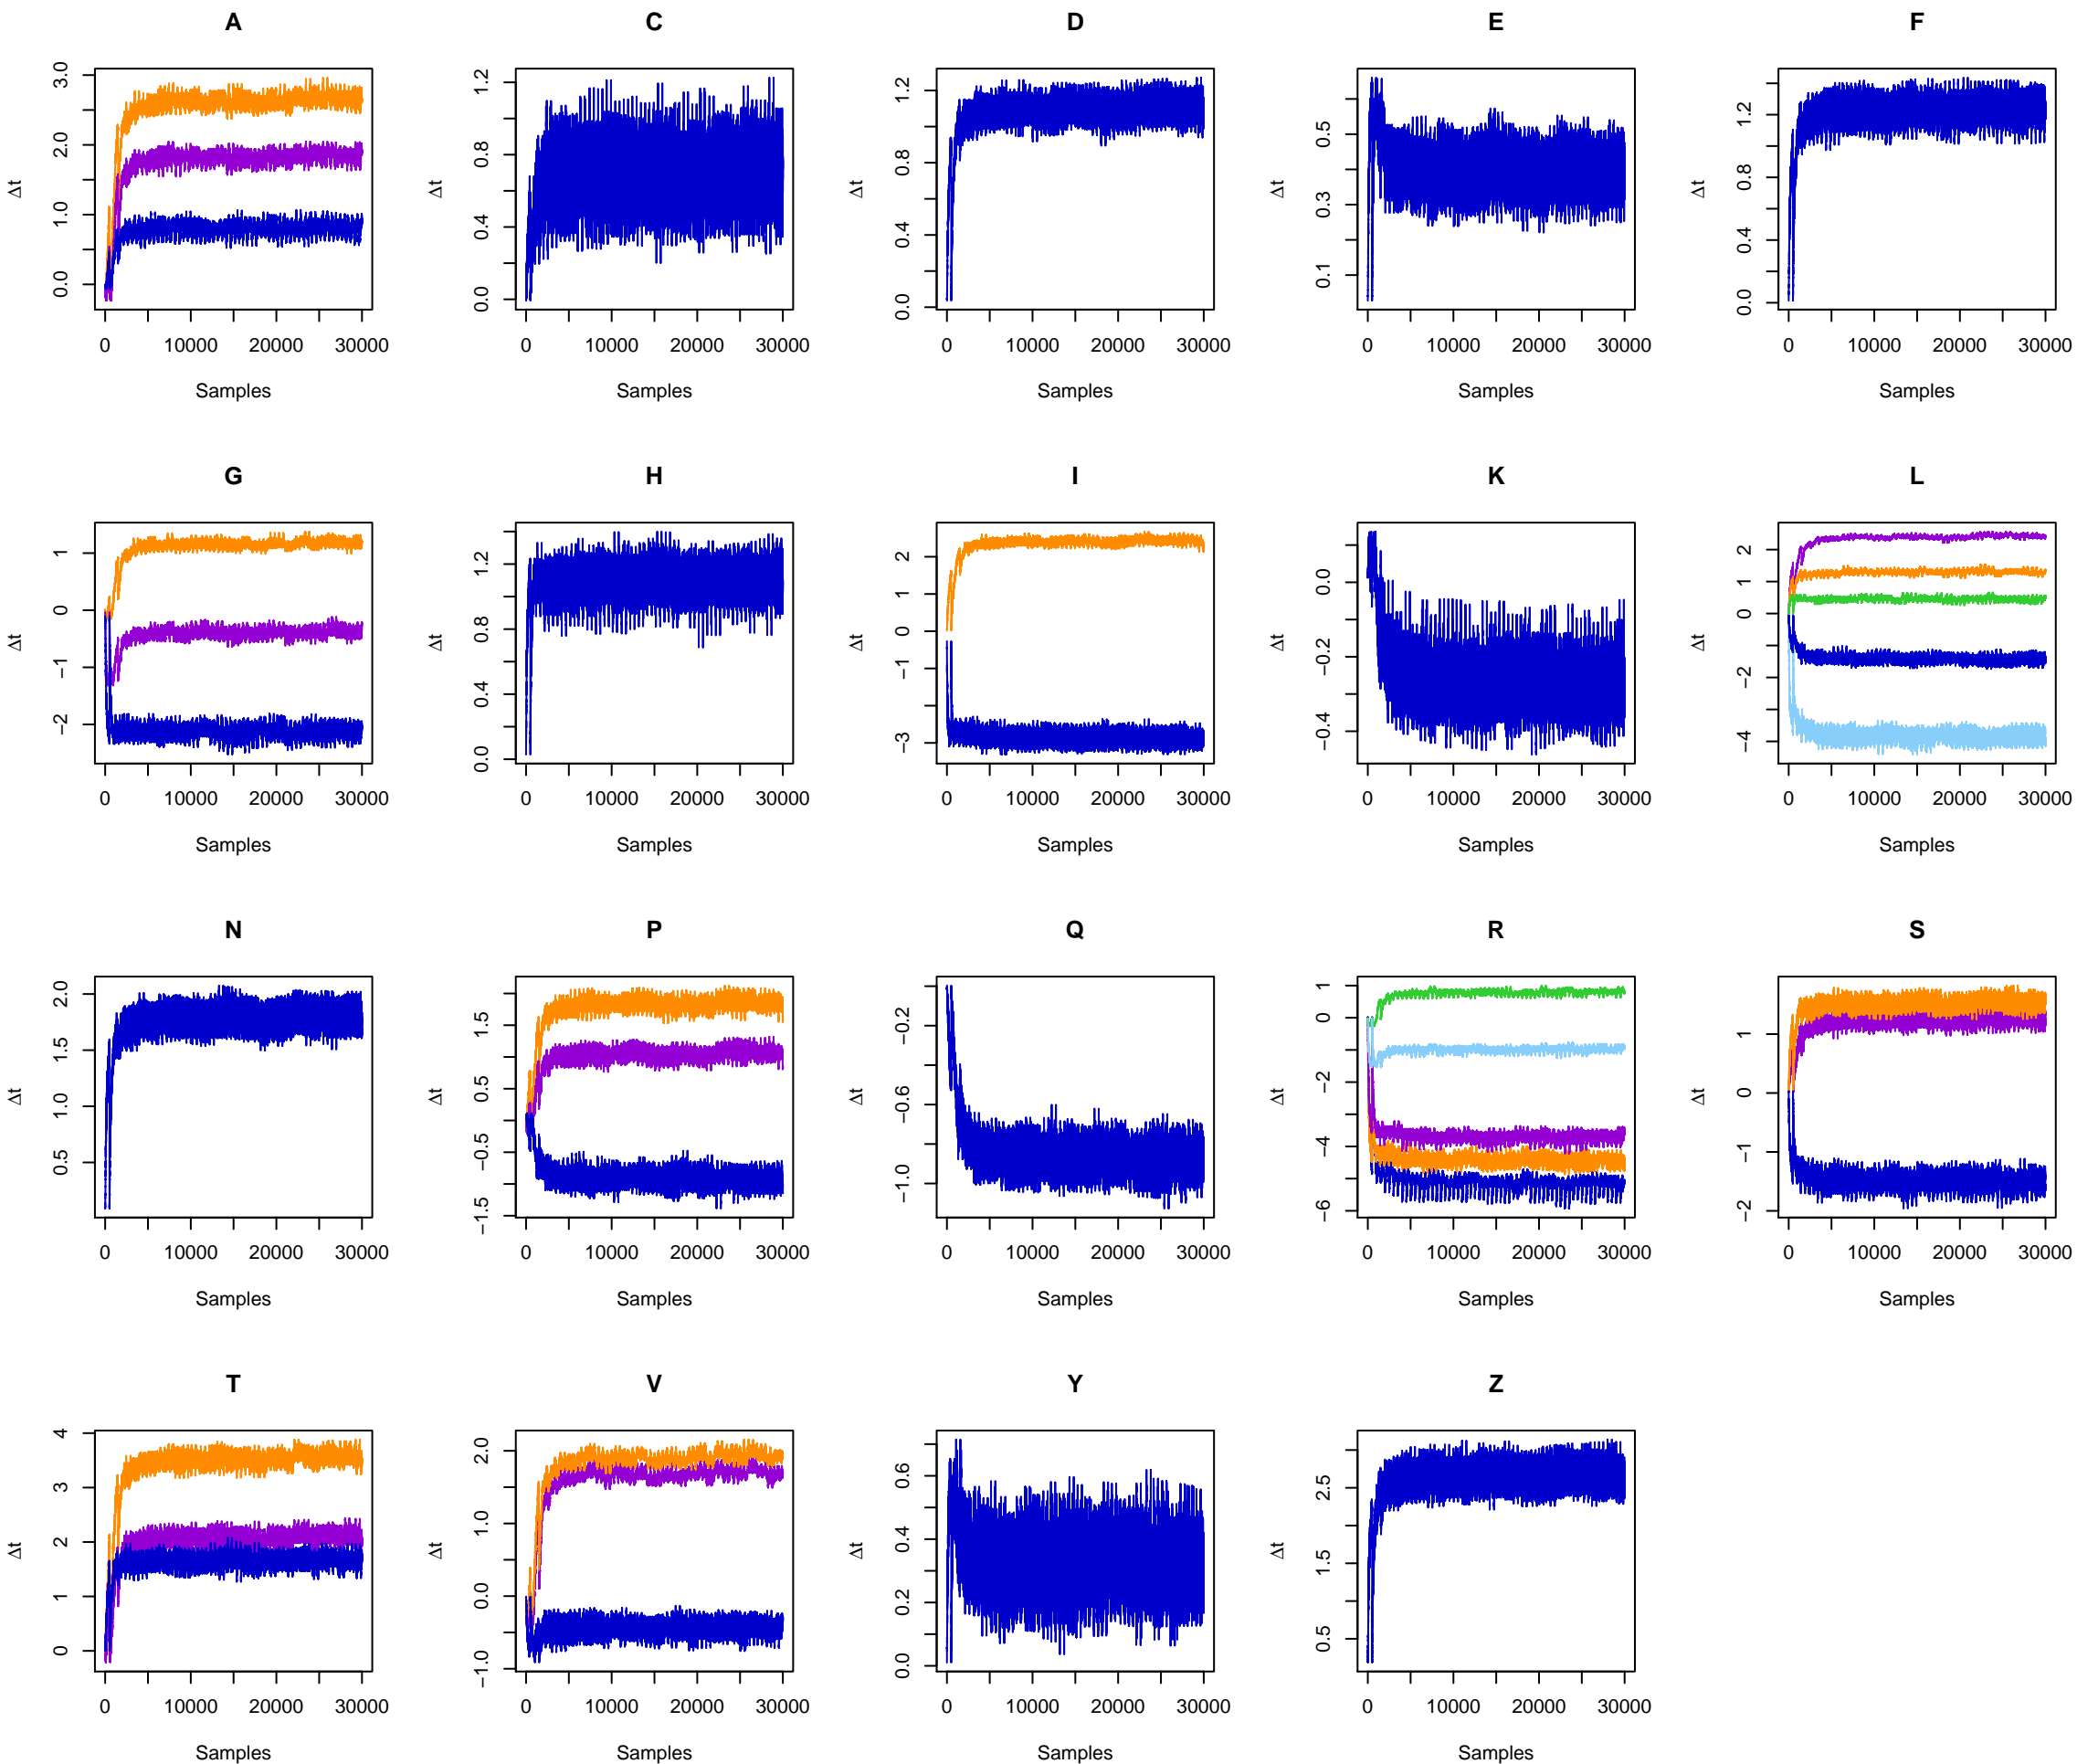 A C D E F
Δt 0.0 1.0 2.0 3.0
Δt 0.0 0.4 0.8 1.2
Δt 0.0 0.4 0.8 1.2
Δt 0.1 0.3 0.5
Δt 0.0 0.4 0.8 1.2
0 10000 20000 30000 0 10000 20000 30000 0 10000 20000 30000 0 10000 20000 30000 0 10000 20000 30000
Samples Samples Samples Samples Samples
G H I K L
Δt −2 −1 0 1
Δt 0.0 0.4 0.8 1.2
Δt −3 −1 0 1 2
Δt −0.4 −0.2 0.0
Δt −4 −2 0 1 2
0 10000 20000 30000 0 10000 20000 30000 0 10000 20000 30000 0 10000 20000 30000 0 10000 20000 30000
Samples Samples Samples Samples Samples
N P Q R S
Δt 0.5 1.0 1.5 2.0
Δt −1.5 −0.5 0.5 1.5
Δt −1.0 −0.6 −0.2
Δt −6 −4 −2 0 1
Δt −2 −1 0 1
0 10000 20000 30000 0 10000 20000 30000 0 10000 20000 30000 0 10000 20000 30000 0 10000 20000 30000
Samples Samples Samples Samples Samples
T V Y Z
Δt 0 1 2 3 4
Δt −1.0 0.0 1.0 2.0
Δt 0.0 0.2 0.4 0.6
Δt 0.5 1.5 2.5
0 10000 20000 30000 0 10000 20000 30000 0 10000 20000 30000 0 10000 20000 30000
Samples Samples Samples Samples